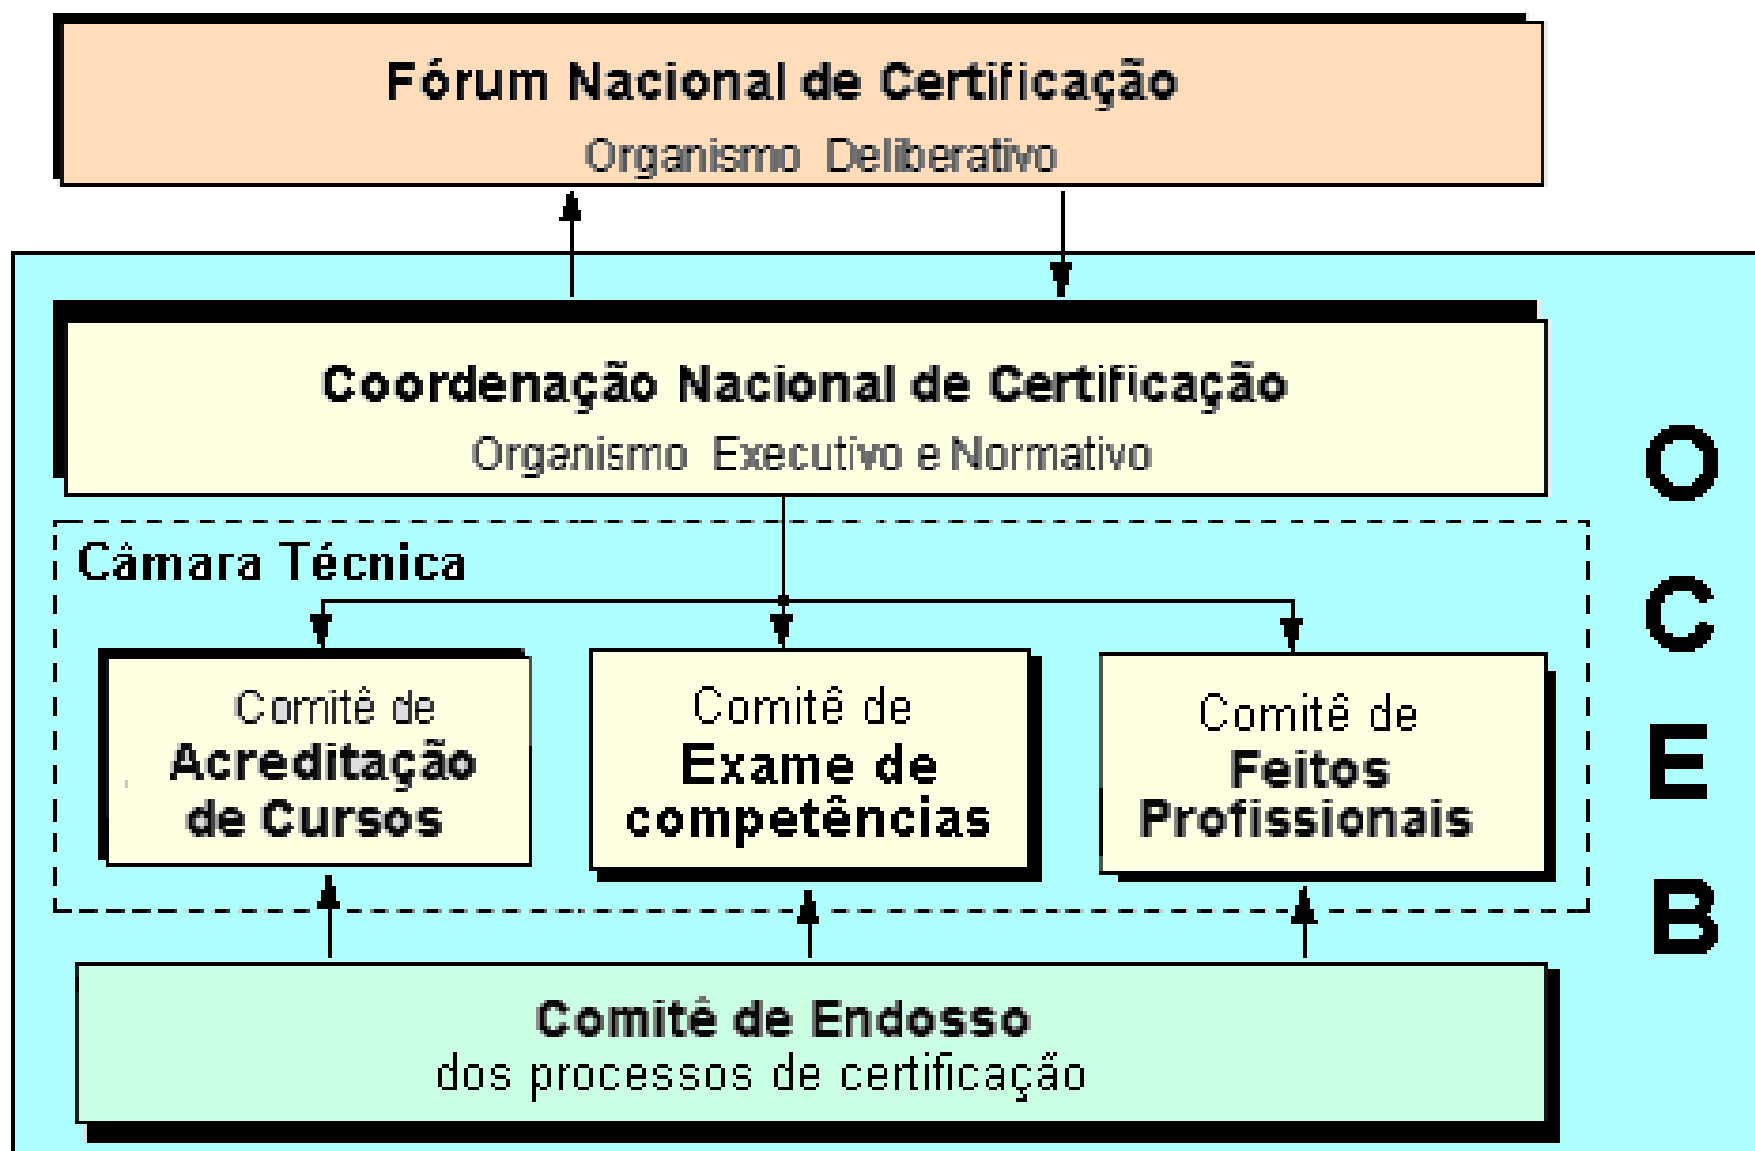 Fórum Nacional de Certificação
Organismo Deliberativo
Coordenação Nacional de Certificação
Organismo Executivo e Normativo
Câmara Técnica
Comitê de
Acreditação
de Cursos
Comitê de
Exame de
competências
Comitê de
Feitos
Profissionais
Comitê de Endosso
dos processos de certificação
O
C
E
B